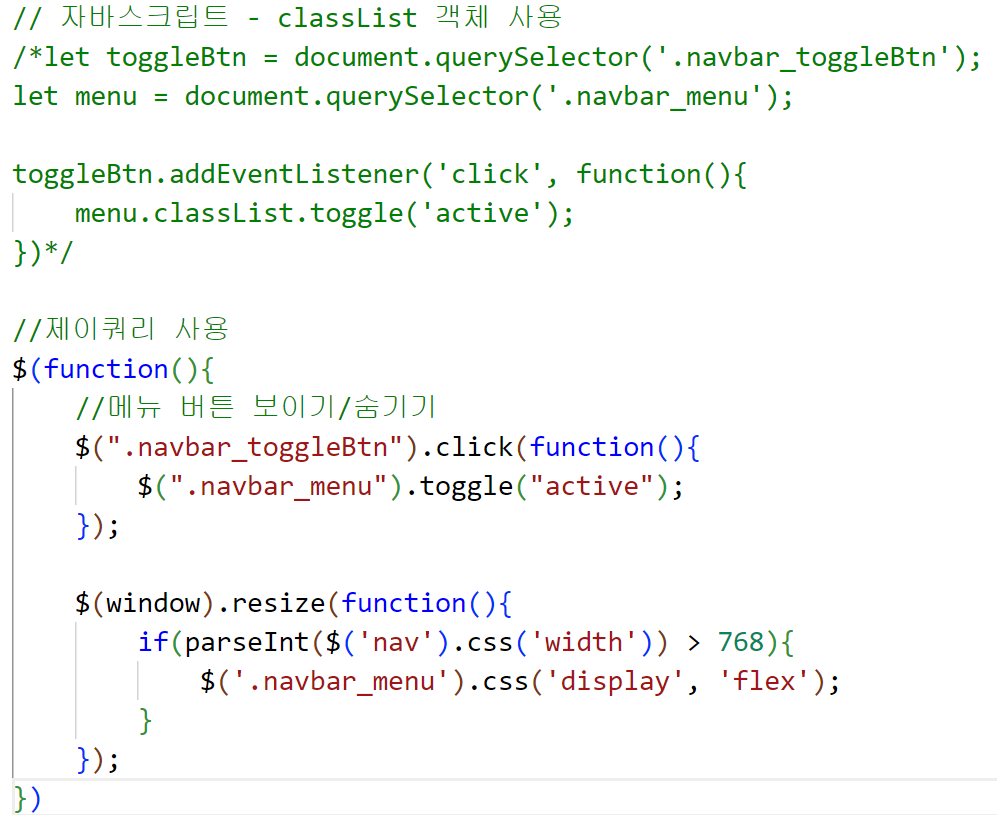 // 자바스크립트 - classList 객체 사용
/*let toggleBtn = document.querySelector('.navbar_toggleBtn');
let menu = document.querySelector('.navbar_menu');

toggleBtn.addEventListener('click', function(){
    menu.classList.toggle('active');
})*/

//제이쿼리 사용
$(function(){
    //메뉴 버튼 보이기/숨기기
    $(".navbar_toggleBtn").click(function(){
        $(".navbar_menu").toggle("active");
    });

    $(window).resize(function(){
        if(parseInt($('nav').css('width')) > 768){
            $('.navbar_menu').css('display', 'flex');
        }
    });
})